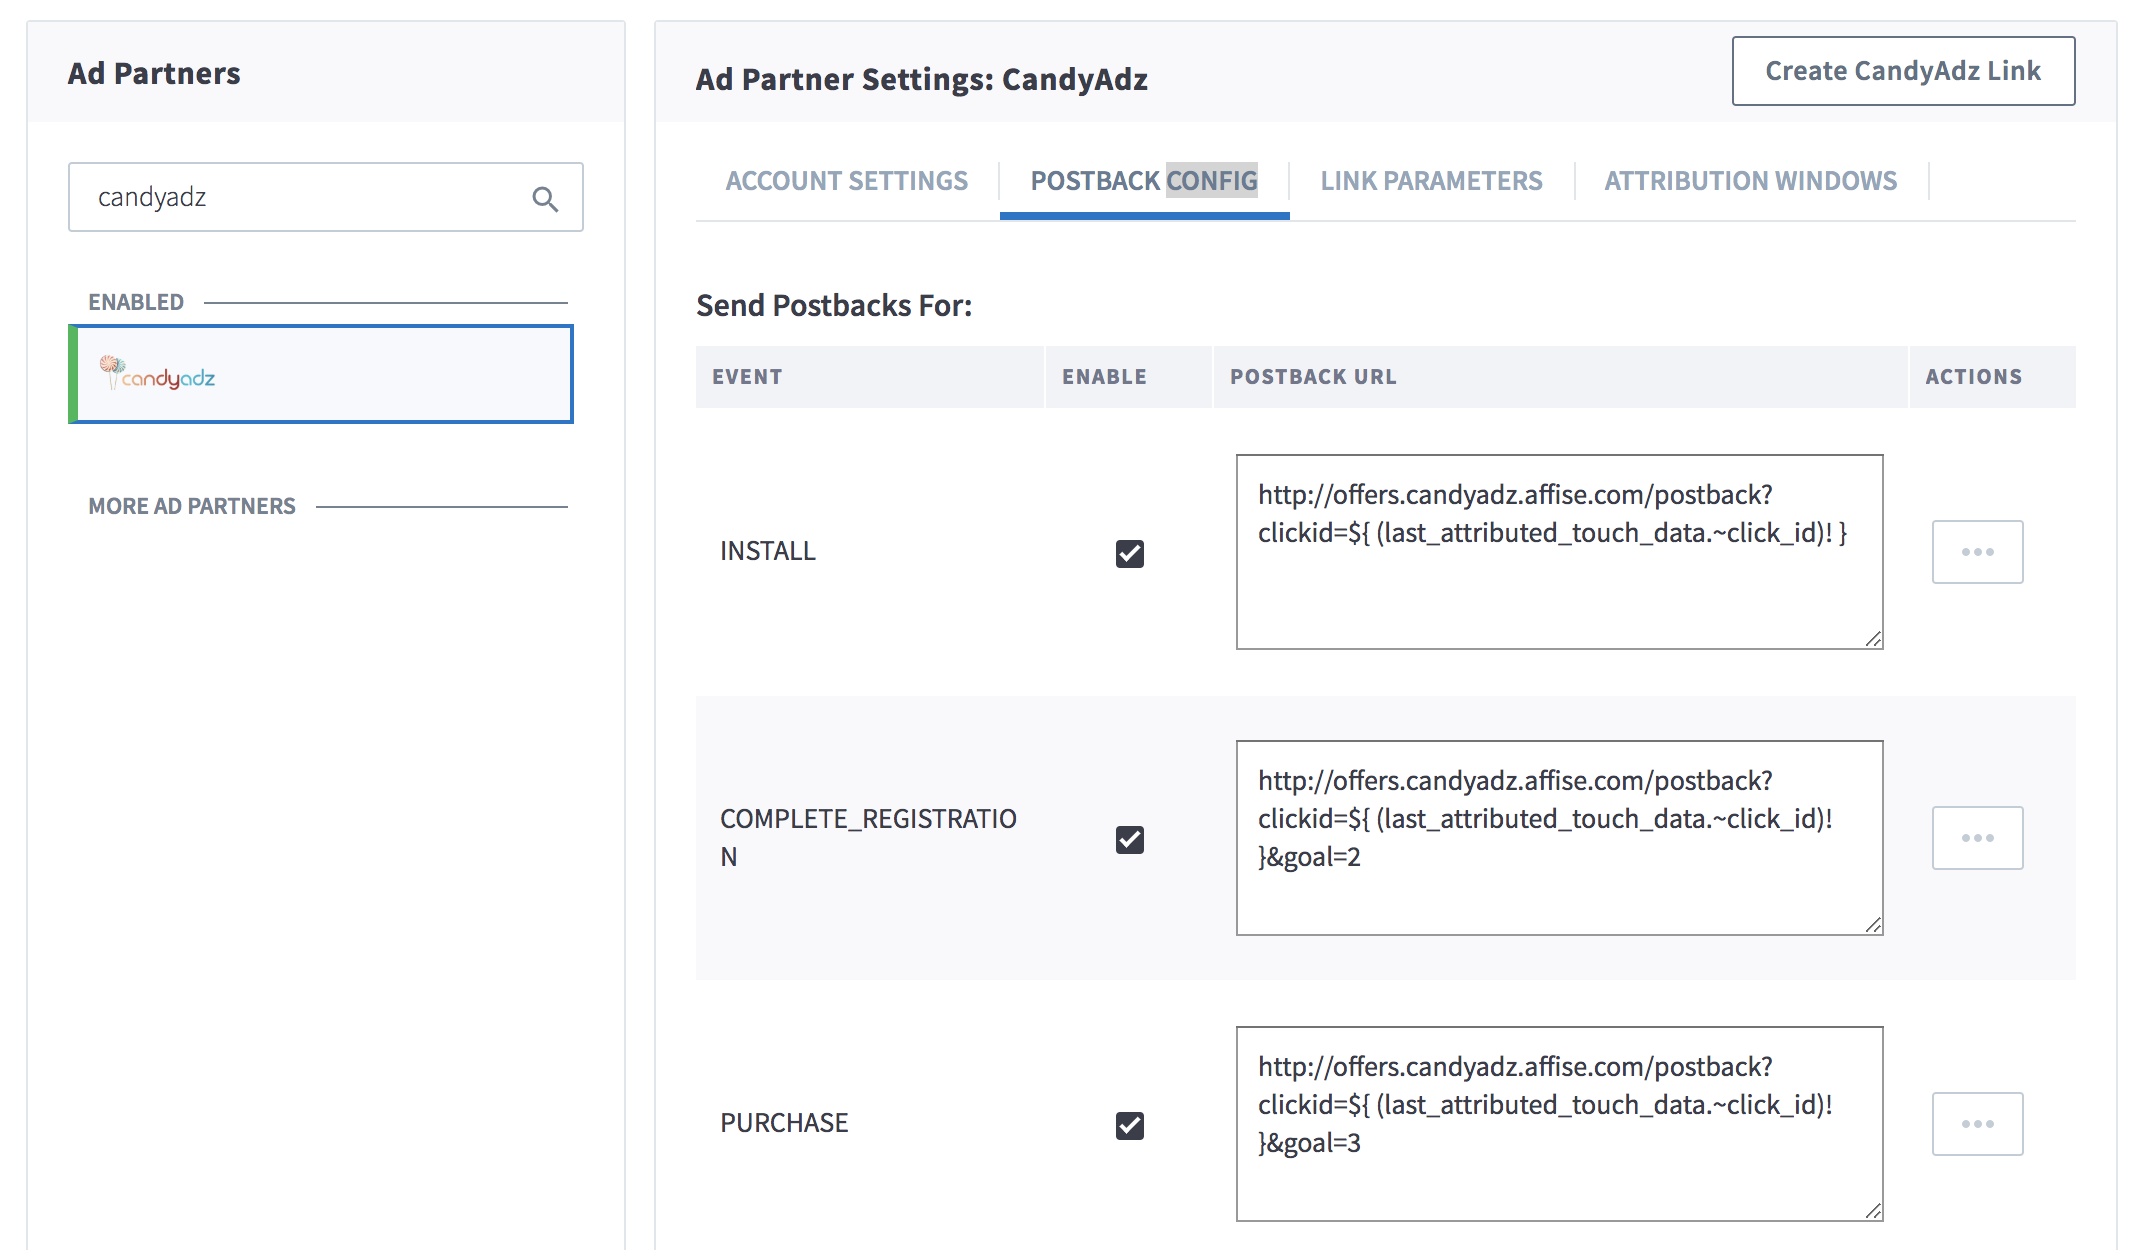 Ad Partners
candyadz
ENABLED
candyadz
MORE AD PARTNERS
Ad Partner Settings: CandyAdz
Create CandyAdz Link
ACCOUNT SETTINGS
POSTBACK CONFIG
LINK PARAMETERS
ATTRIBUTION WINDOWS
Send Postbacks For:
EVENT
ENABLE
POSTBACK URL
ACTIONS
INSTALL
http://offers.candyadz.affise.com/postback?
clickid=${ (last_attributed_touch_data.~click_id)! }
COMPLETE_REGISTRATIO
N
http://offers.candyadz.affise.com/postback?
clickid=${ (last_attributed_touch_data.~click_id)!
}&goal=2
PURCHASE
http://offers.candyadz.affise.com/postback?
clickid=${ (last_attributed_touch_data.~click_id)!
}&goal=3